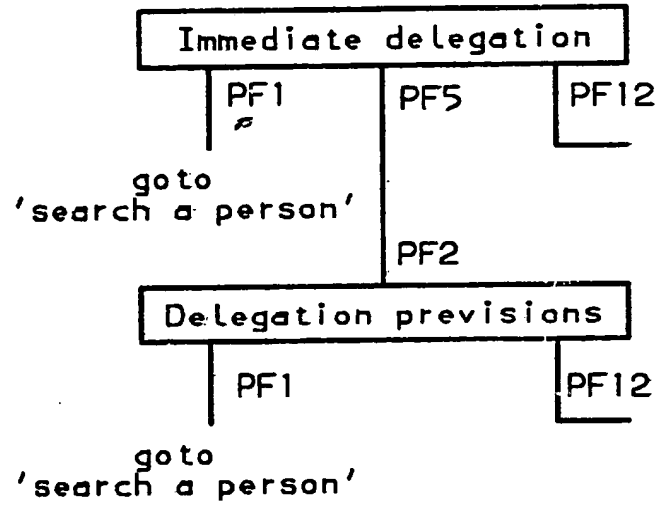 Immediate delegation
PF1 PF5 PF12
goto
'search a person'
PF2
Delegation previsions
PF1 PF12
goto
'search a person'